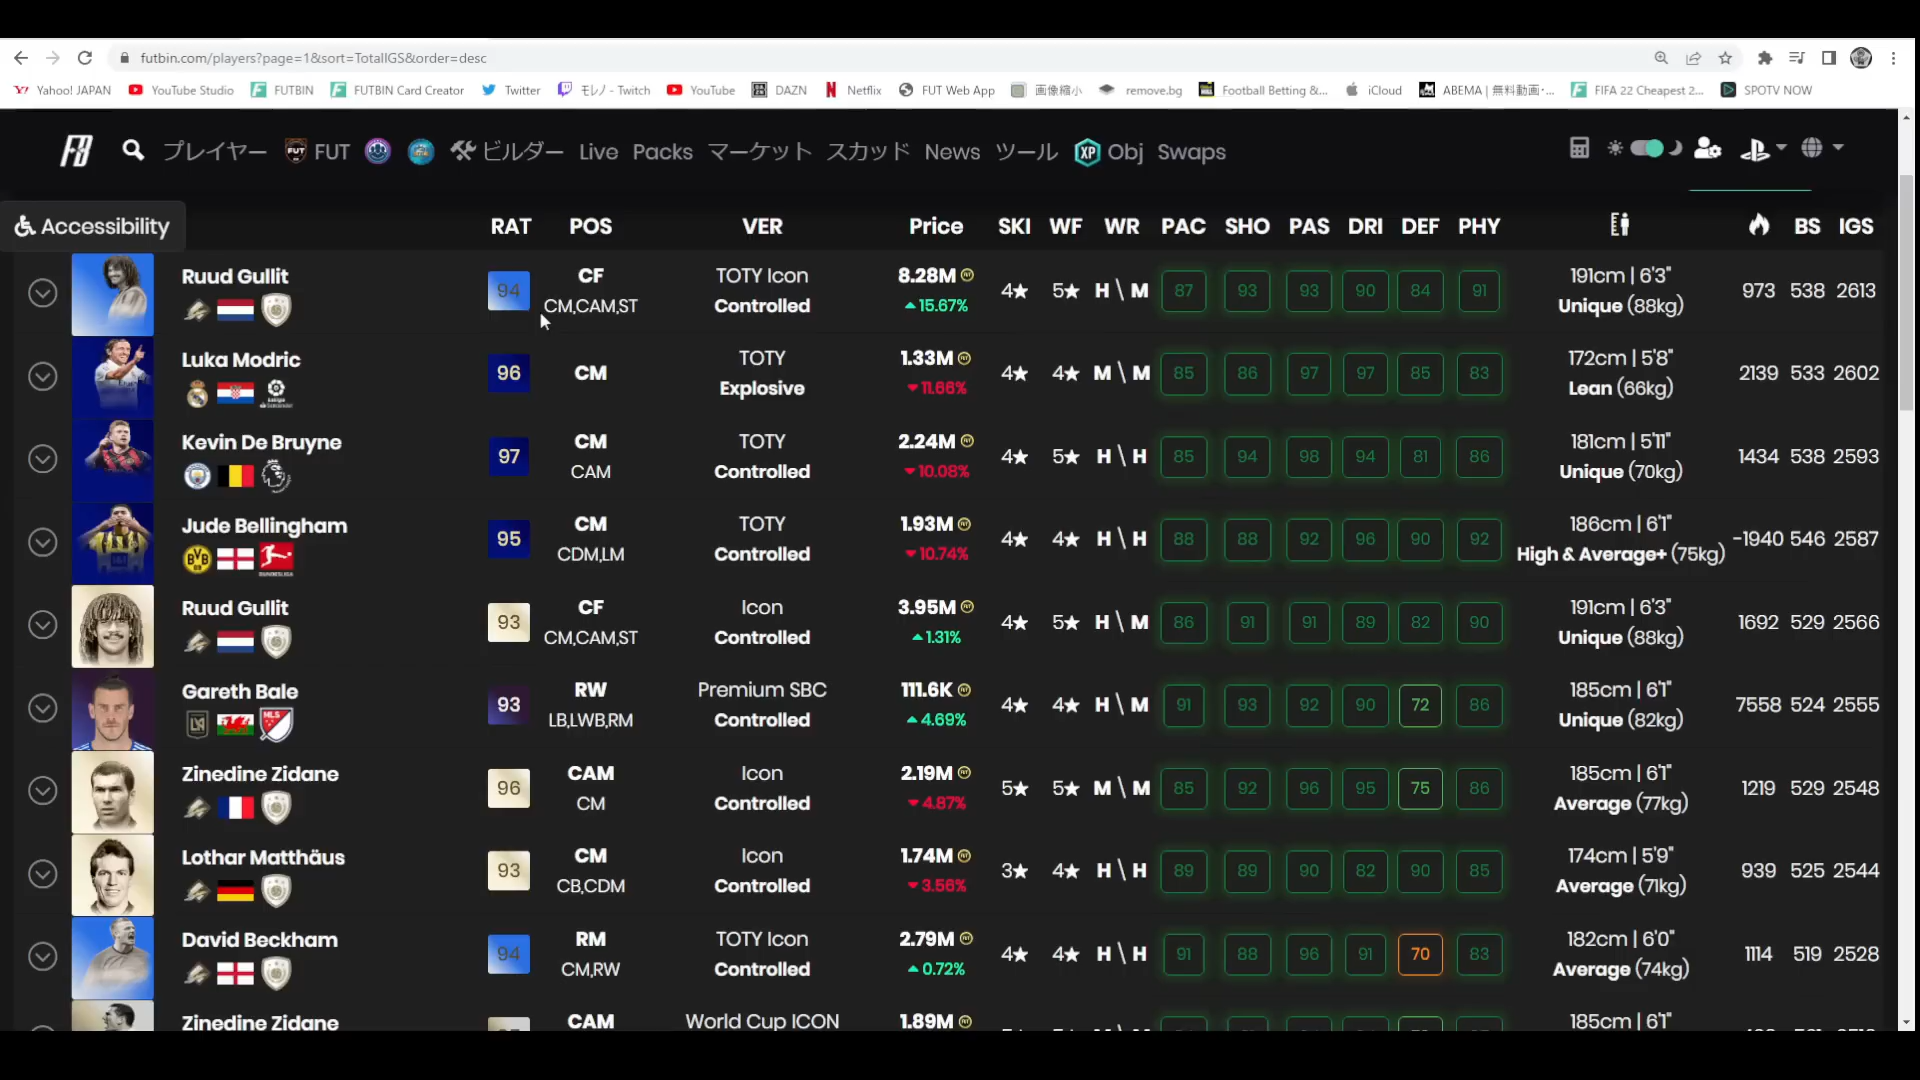 futbin.com/players?page=1&sort=TotalIGS&order=desc
Yahoo! JAPAN YouTube Studio FUTBIN FUTBIN Card Creator Twitter モレノ - Twitch YouTube DAZN Netflix FUT Web App 画像縮小 remove.bg Football Betting &... iCloud ABEMA | 無料動画・... FIFA 22 Cheapest 2... SPOTV NOW
プレイヤー FUT ビルダー Live Packs マーケット スカッド News ツール XP Obj Swaps
Accessibility RAT POS VER Price SKI WF WR PAC SHO PAS DRI DEF PHY BS IGS
Ruud Gullit 94 CF TOTY Icon 8.28M 4★ 5★ H \ M 87 93 93 90 84 91 191cm | 6'3" 973 538 2613
CM,CAM,ST Controlled 15.67% Unique (88kg)
Luka Modric 96 CM TOTY 1.33M 4★ 4★ M \ M 85 86 97 97 85 83 172cm | 5'8" 2139 533 2602
Explosive 11.66% Lean (66kg)
Kevin De Bruyne 97 CM TOTY 2.24M 4★ 5★ H \ H 85 94 98 94 81 86 181cm | 5'11" 1434 538 2593
CAM Controlled 10.08% Unique (70kg)
Jude Bellingham 95 CM TOTY 1.93M 4★ 4★ H \ H 88 88 92 96 90 92 186cm | 6'1" -1940 546 2587
CDM,LM Controlled 10.74% High & Average+ (75kg)
Ruud Gullit 93 CF Icon 3.95M 4★ 5★ H \ M 86 91 91 89 82 90 191cm | 6'3" 1692 529 2566
CM,CAM,ST Controlled 1.31% Unique (88kg)
Gareth Bale 93 RW Premium SBC 111.6K 4★ 4★ H \ M 91 93 92 90 72 86 185cm | 6'1" 7558 524 2555
LB,LWB,RM Controlled 4.69% Unique (82kg)
Zinedine Zidane 96 CAM Icon 2.19M 5★ 5★ M \ M 85 92 96 95 75 86 185cm | 6'1" 1219 529 2548
CM Controlled 4.87% Average (77kg)
Lothar Matthäus 93 CM Icon 1.74M 3★ 4★ H \ H 89 89 90 82 90 85 174cm | 5'9" 939 525 2544
CB,CDM Controlled 3.56% Average (71kg)
David Beckham 94 RM TOTY Icon 2.79M 4★ 4★ H \ H 91 88 96 91 70 83 182cm | 6'0" 1114 519 2528
CM,RW Controlled 0.72% Average (74kg)
Zinedine Zidane CAM World Cup ICON 1.89M 185cm | 6'1"